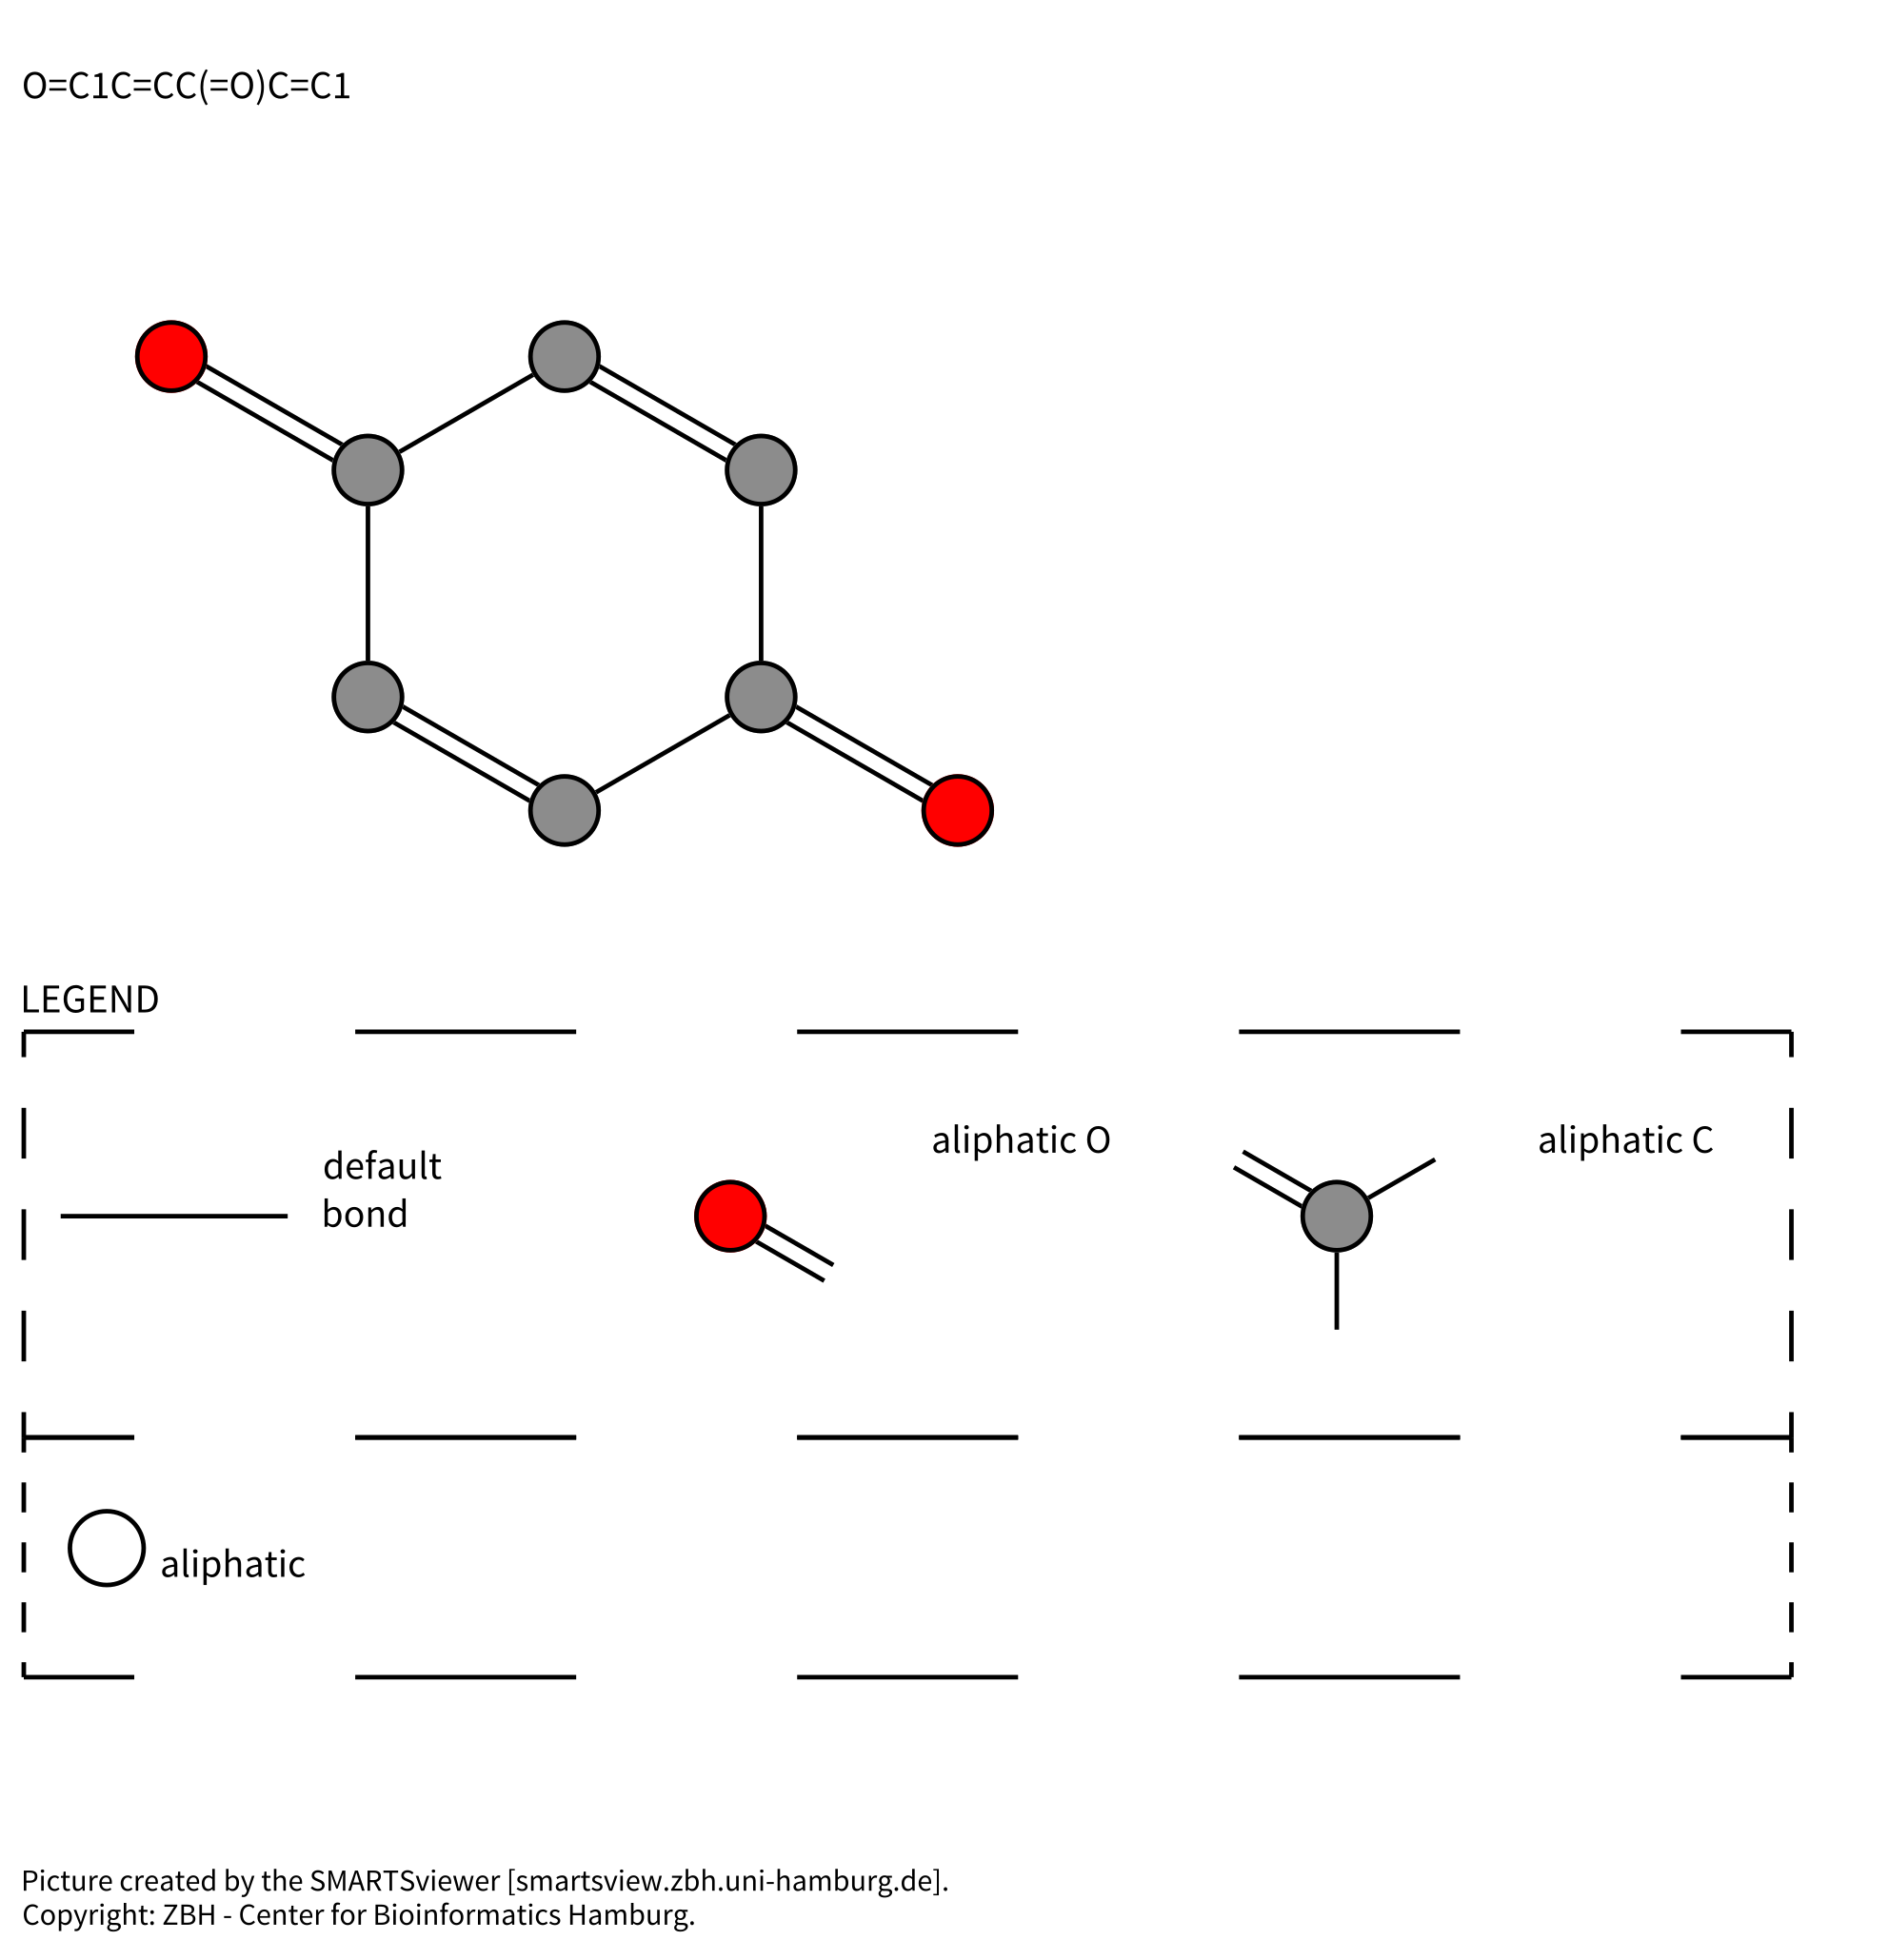 O=C1C=CC(=O)C=C1
LEGEND
default
bond
aliphatic O
aliphatic C
aliphatic
Picture created by the SMARTSviewer [smartsview.zbh.uni-hamburg.de].
Copyright: ZBH - Center for Bioinformatics Hamburg.